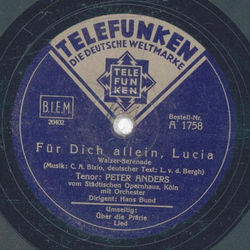 TELEFUNKEN
DIE DEUTSCHE WELTMARKE
TELE
FUN
KEN
B.I.E.M
20402
Bestell-Nr.
A 1758
Für Dich allein, Lucia
Walzer-Serenade
(Musik: C. A. Bixio, deutscher Text: L. v. d. Bergh)
Tenor: PETER ANDERS
vom Städtischen Opernhaus, Köln
mit Orchester
Dirigent: Hans Bund
Umseitig:
Über die Prärie
Lied